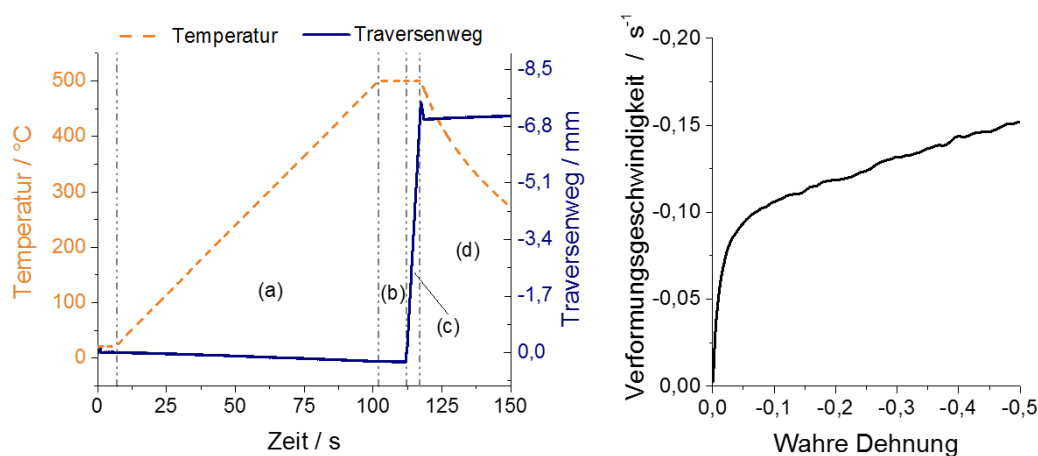 Temperatur Traversenweg
Temperatur / °C
500
400
300
200
100
0
(a)
(b)
(c)
(d)
-8,5
-6,8
-5,1
-3,4
-1,7
0,0
Traversenweg / mm
0 25 50 75 100 125 150
Zeit / s
Verformungsgeschwindigkeit / s⁻¹
-0,20
-0,15
-0,10
-0,05
0,00
0,0 -0,1 -0,2 -0,3 -0,4 -0,5
Wahre Dehnung